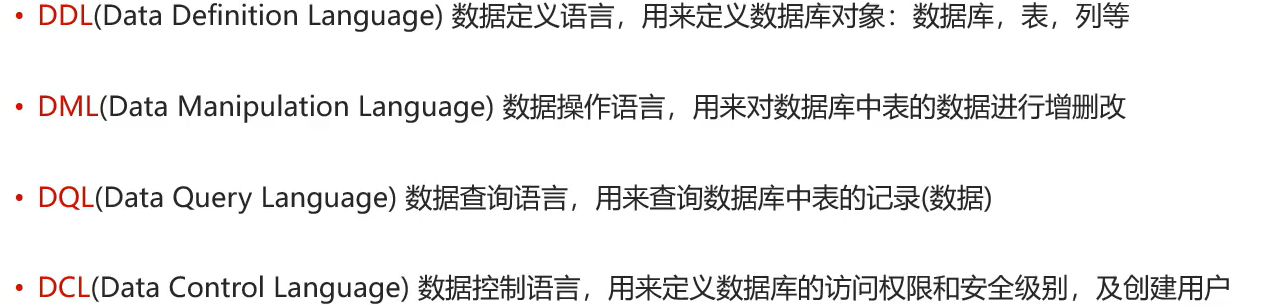 • DDL(Data Definition Language) 数据定义语言，用来定义数据库对象：数据库，表，列等
• DML(Data Manipulation Language) 数据操作语言，用来对数据库中表的数据进行增删改
• DQL(Data Query Language) 数据查询语言，用来查询数据库中表的记录(数据)
• DCL(Data Control Language) 数据控制语言，用来定义数据库的访问权限和安全级别，及创建用户